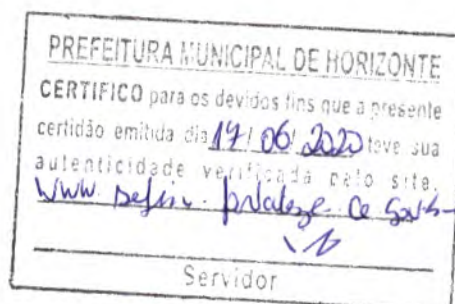 PREFEITURA MUNICIPAL DE HORIZONTE
CERTIFICO para os devidos fins que a presente
certidão emitida dia 17/06/2020 teve sua
autenticidade verificada pelo site.
www.sefin.
Servidor